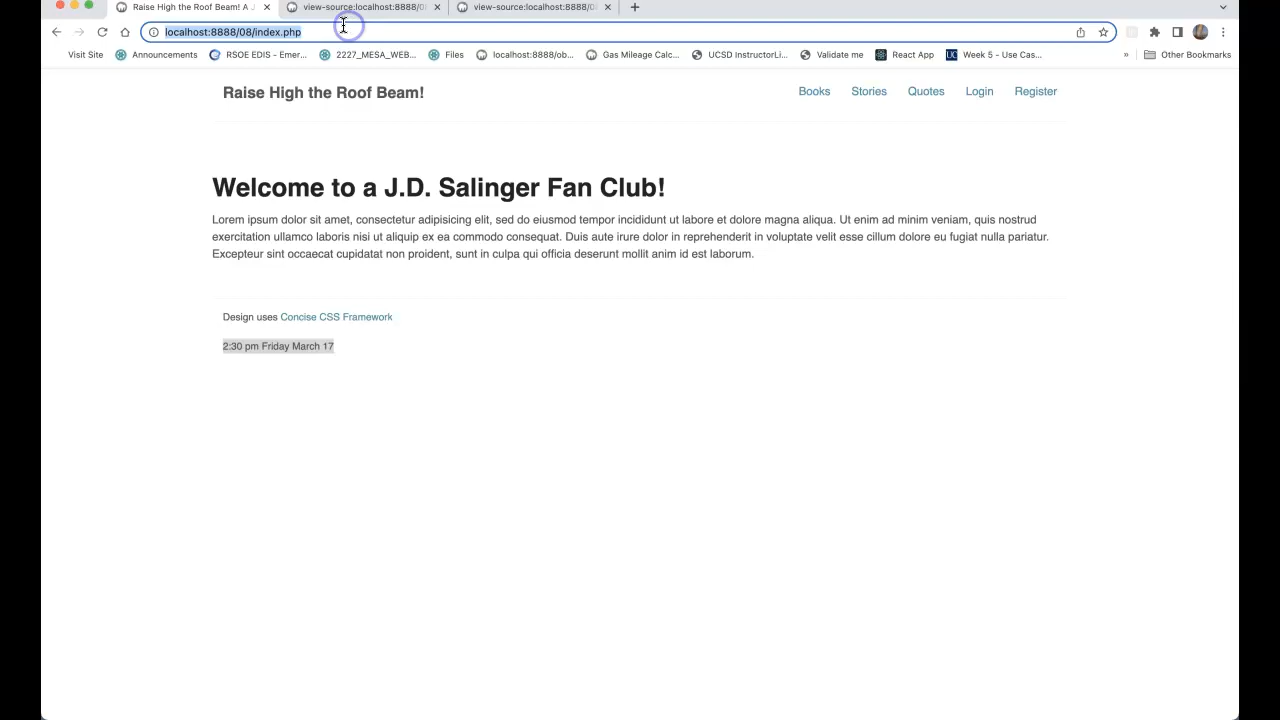 Raise High the Roof Beam! A J
view-source:localhost:8888/08
view-source:localhost:8888/08
localhost:8888/08/index.php
Visit Site Announcements RSOE EDIS - Emer... 2227_MESA_WEB... Files localhost:8888/ob... Gas Mileage Calc... UCSD InstructorLi... Validate me React App Week 5 - Use Cas... » Other Bookmarks
Raise High the Roof Beam! Books Stories Quotes Login Register
Welcome to a J.D. Salinger Fan Club!
Lorem ipsum dolor sit amet, consectetur adipisicing elit, sed do eiusmod tempor incididunt ut labore et dolore magna aliqua. Ut enim ad minim veniam, quis nostrud
exercitation ullamco laboris nisi ut aliquip ex ea commodo consequat. Duis aute irure dolor in reprehenderit in voluptate velit esse cillum dolore eu fugiat nulla pariatur.
Excepteur sint occaecat cupidatat non proident, sunt in culpa qui officia deserunt mollit anim id est laborum.
Design uses Concise CSS Framework
2:30 pm Friday March 17